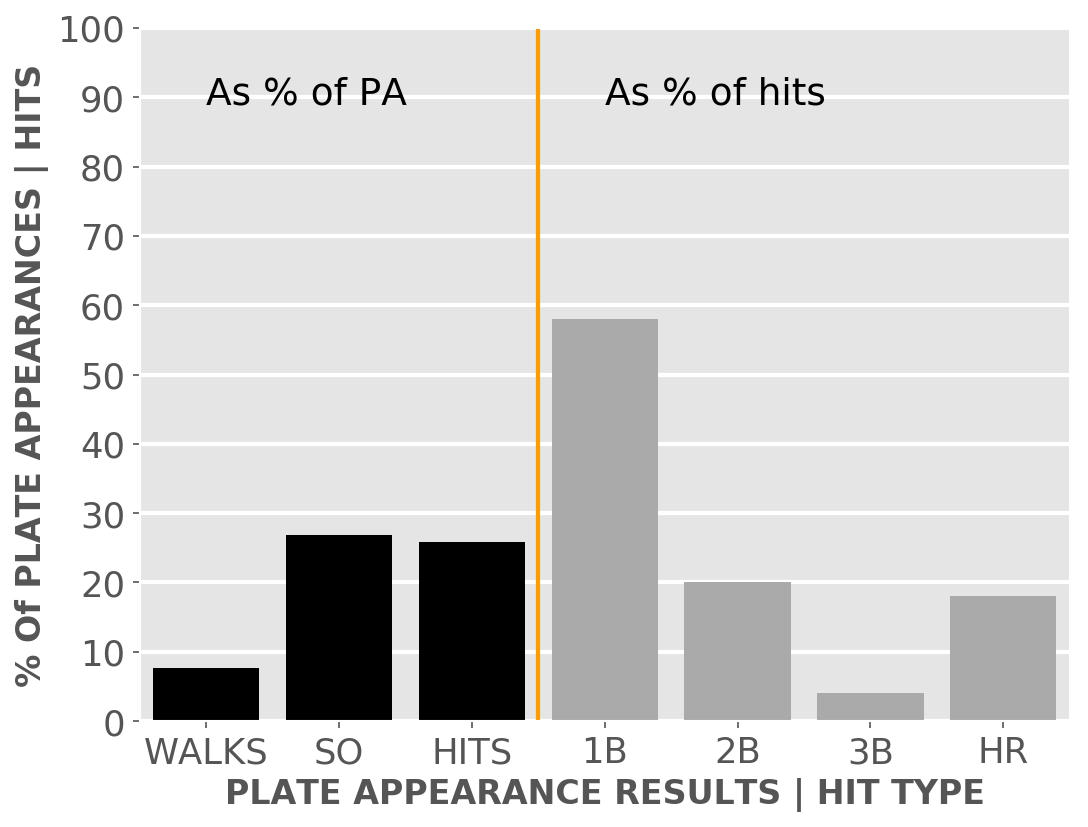 % Of PLATE APPEARANCES | HITS
100
90
80
70
60
50
40
30
20
10
0
As % of PA
As % of hits
WALKS SO HITS 1B 2B 3B HR
PLATE APPEARANCE RESULTS | HIT TYPE